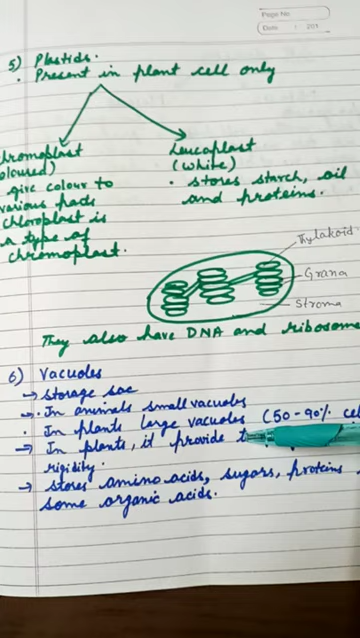 Page No.
Date 201
5) Plastids.
• Present in plant cell only
chromoplast
oloured)
give colour to
various pads
chloroplast is
a type of
chromoplast.
Leucoplast
(white)
• stores starch, oil
and proteins.
Thylakoid
Grana
Stroma
They also have DNA and ribosome
6) Vacuoles
→ storage sac
→ • In animals small vacuoles
• In plants large vacuoles (50-90% cel
→ In plants, it provide
rigidity.
→ stores amino acids, sugars, proteins
some organic acids.